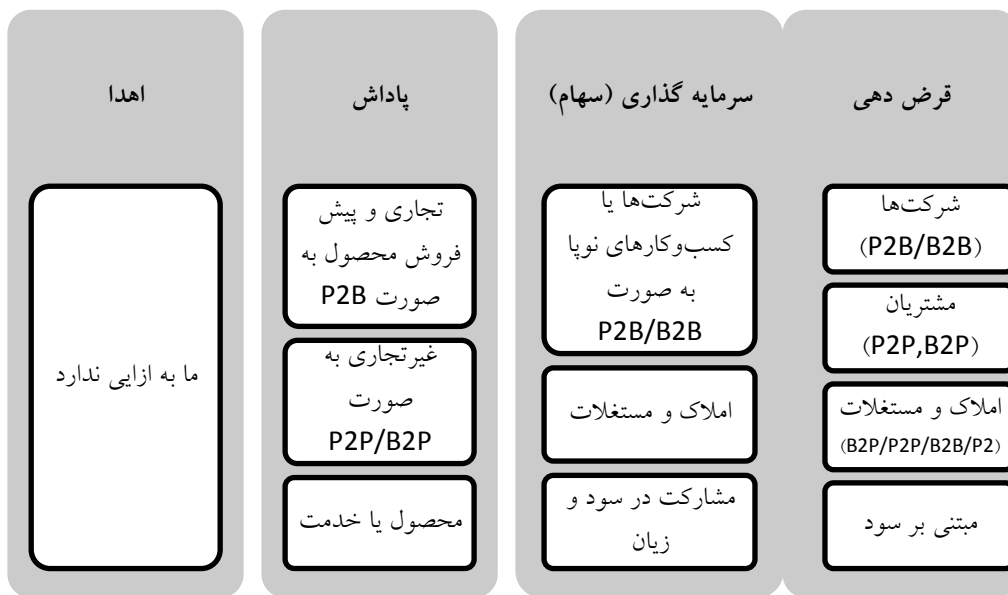 قرض دهی
شرکت‌ها
(P2B/B2B)
مشتریان
(P2P,B2P)
املاک و مستغلات
(B2P/P2P/B2B/P2)
مبتنی بر سود
سرمایه گذاری (سهام)
شرکت‌ها یا
کسب‌وکارهای نوپا
به صورت
P2B/B2B
املاک و مستغلات
مشارکت در سود و
زیان
پاداش
تجاری و پیش
فروش محصول به
صورت P2B
غیرتجاری به
صورت
P2P/B2P
محصول یا خدمت
اهدا
ما به ازایی ندارد